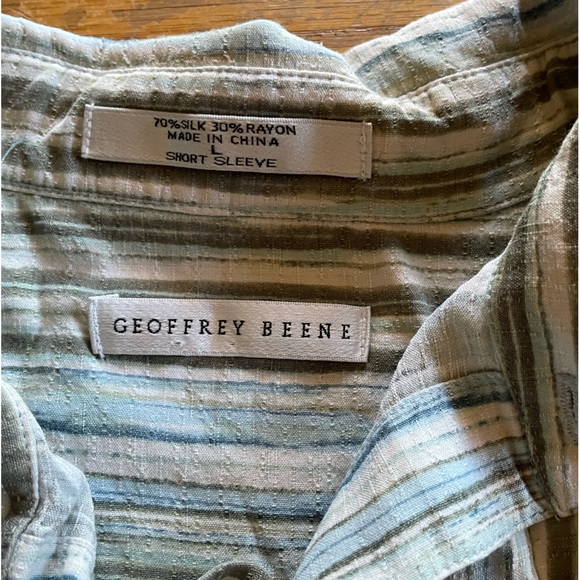 70% SILK 30% RAYON
MADE IN CHINA
L
SHORT SLEEVE
GEOFFREY BEENE